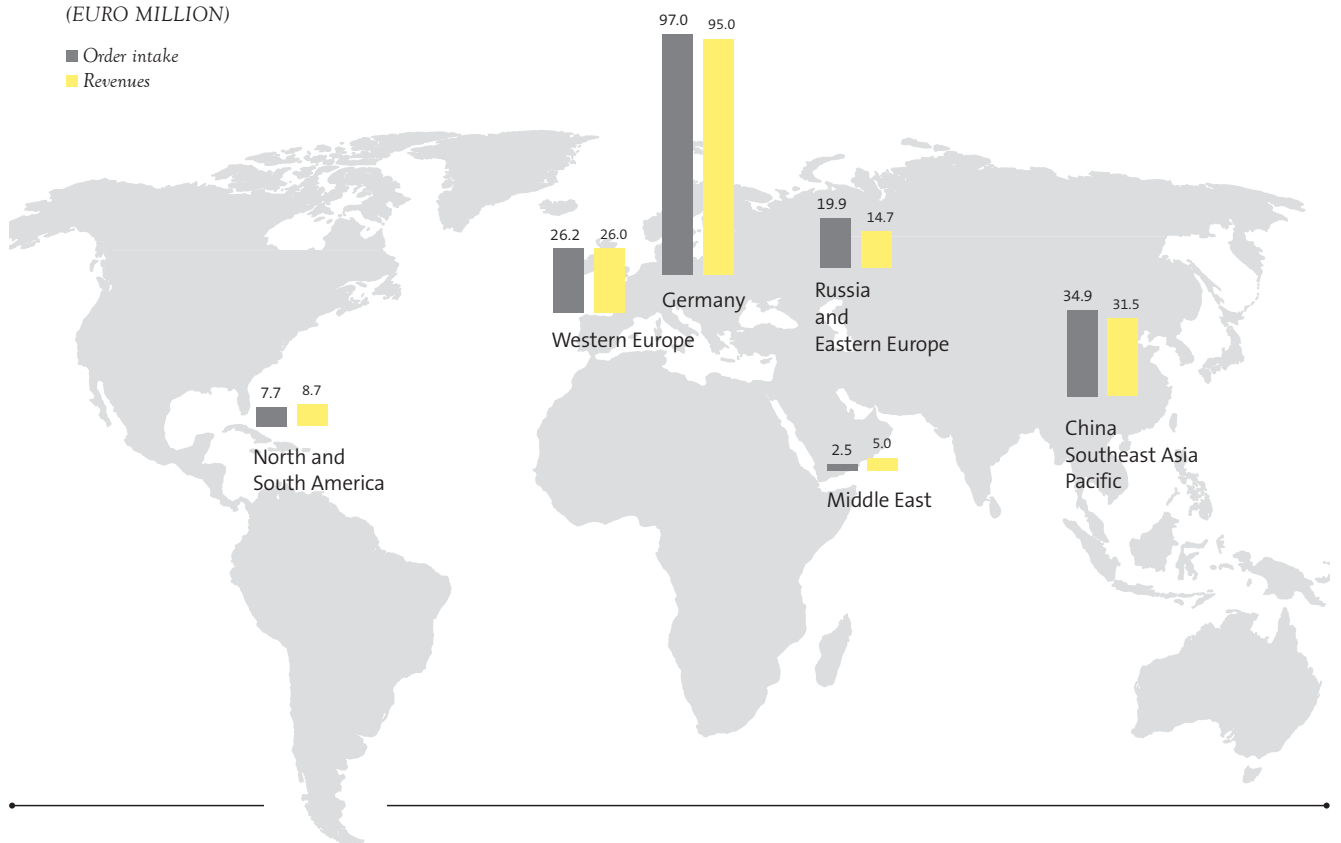 (EURO MILLION)
Order intake
Revenues
97.0
95.0
Germany
26.2
26.0
Western Europe
19.9
14.7
Russia
and
Eastern Europe
34.9
31.5
China
Southeast Asia
Pacific
7.7
8.7
North and
South America
2.5
5.0
Middle East